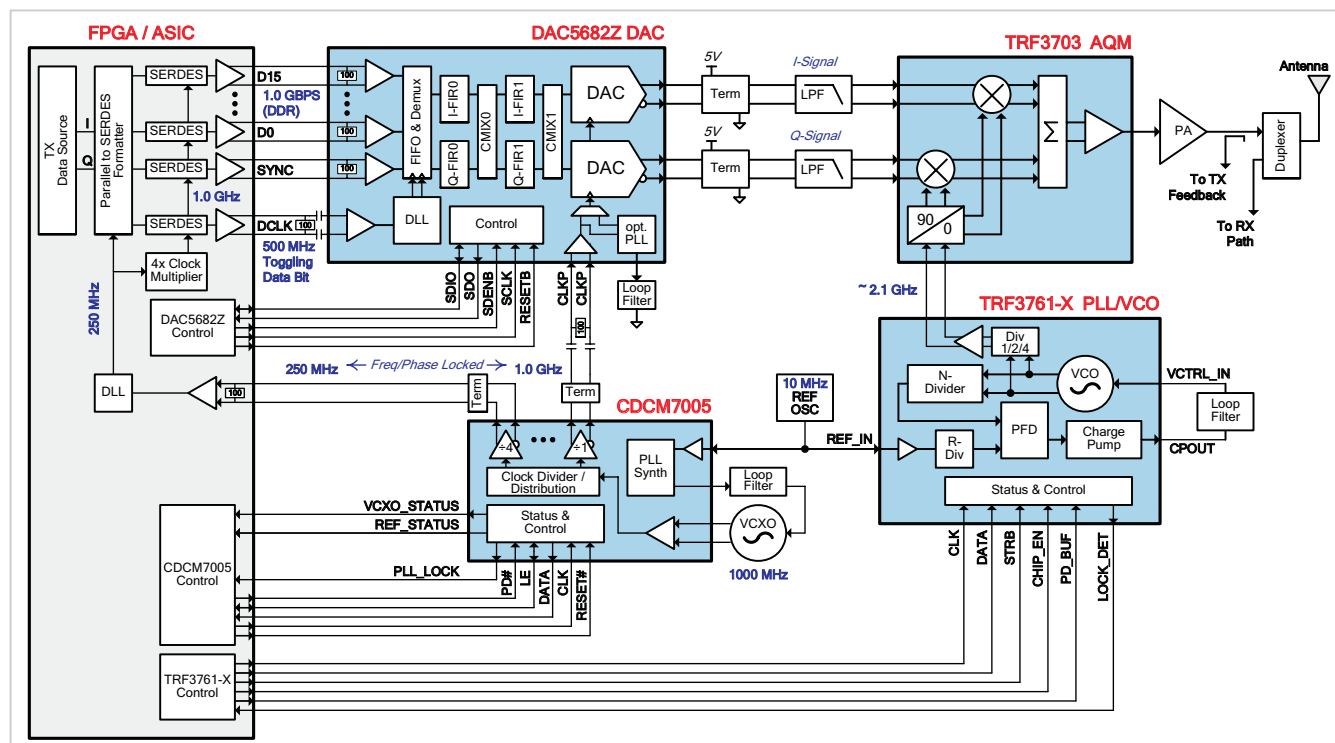 FPGA / ASIC
TX
Data Source
I
Q
Parallel to SERDES
Formatter
SERDES
SERDES
SERDES
SERDES
1.0 GHz
4x Clock
Multiplier
250 MHz
DAC5682Z
Control
DLL
100
CDCM7005
Control
TRF3761-X
Control
D15
1.0 GBPS
(DDR)
D0
SYNC
DCLK
500 MHz
Toggling
Data Bit
100
100
100
100
DAC5682Z DAC
FIFO & Demux
I-FIR0
Q-FIR0
CMIX0
I-FIR1
Q-FIR1
CMIX1
DAC
DAC
DLL
Control
opt.
PLL
Loop
Filter
SDIO
SDO
SDENB
SCLK
RESETB
CLKP
CLKP
100
5V
Term
I-Signal
LPF
5V
Term
Q-Signal
LPF
TRF3703 AQM
90
0
Σ
PA
Antenna
Duplexer
To TX
Feedback
To RX
Path
~ 2.1 GHz
TRF3761-X PLL/VCO
Div
1/2/4
N-
Divider
VCO
PFD
R-
Div
Charge
Pump
Status & Control
VCTRL_IN
Loop
Filter
CPOUT
REF_IN
10 MHz
REF
OSC
CLK
DATA
STRB
CHIP_EN
PD_BUF
LOCK_DET
250 MHz
Freq/Phase Locked
1.0 GHz
Term
Term
CDCM7005
÷4
÷1
Clock Divider /
Distribution
PLL
Synth
Loop
Filter
VCXO
1000 MHz
Status &
Control
VCXO_STATUS
REF_STATUS
PLL_LOCK
PD#
LE
DATA
CLK
RESET#